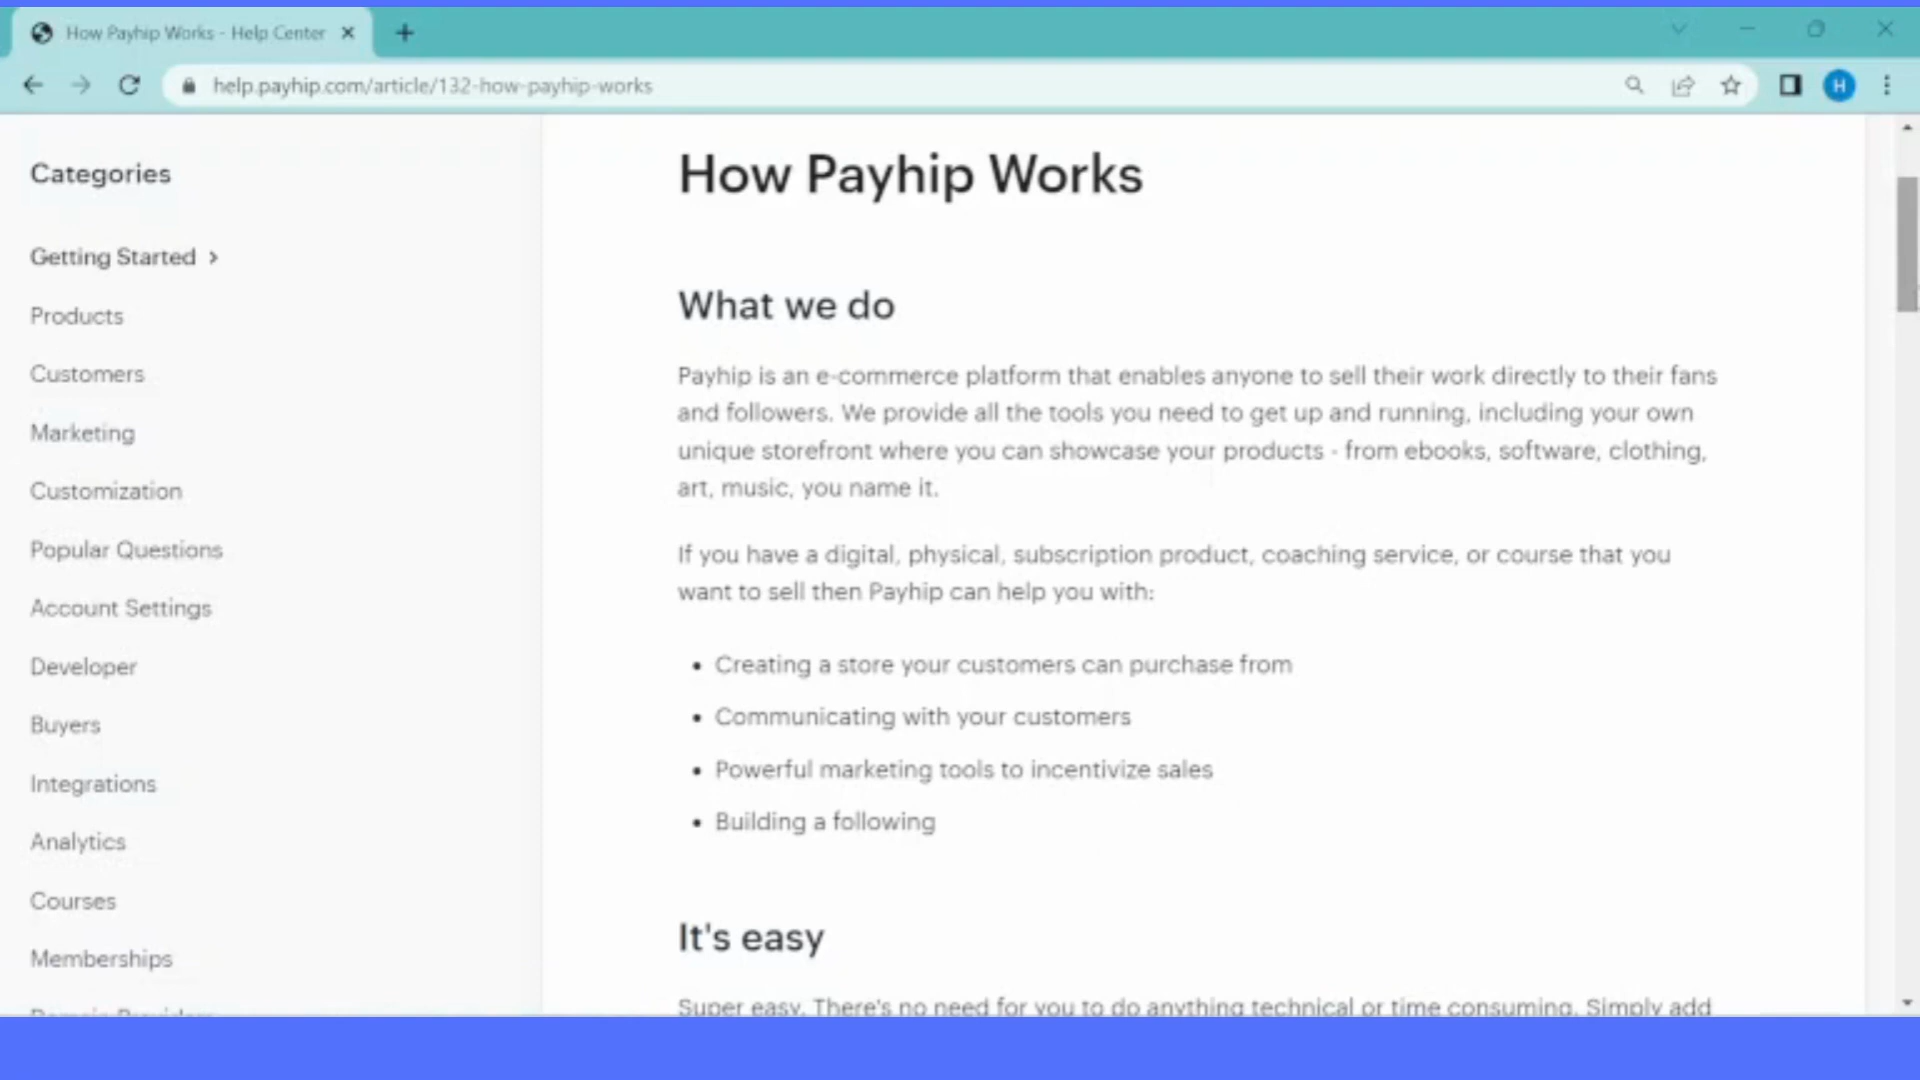 How Payhip Works - Help Center
help.payhip.com/article/132-how-payhip-works
H
Categories
Getting Started
Products
Customers
Marketing
Customization
Popular Questions
Account Settings
Developer
Buyers
Integrations
Analytics
Courses
Memberships
How Payhip Works
What we do
Payhip is an e-commerce platform that enables anyone to sell their work directly to their fans
and followers. We provide all the tools you need to get up and running, including your own
unique storefront where you can showcase your products - from ebooks, software, clothing,
art, music, you name it.
If you have a digital, physical, subscription product, coaching service, or course that you
want to sell then Payhip can help you with:
• Creating a store your customers can purchase from
• Communicating with your customers
• Powerful marketing tools to incentivize sales
• Building a following
It's easy
Super easy. There's no need for you to do anything technical or time consuming. Simply add